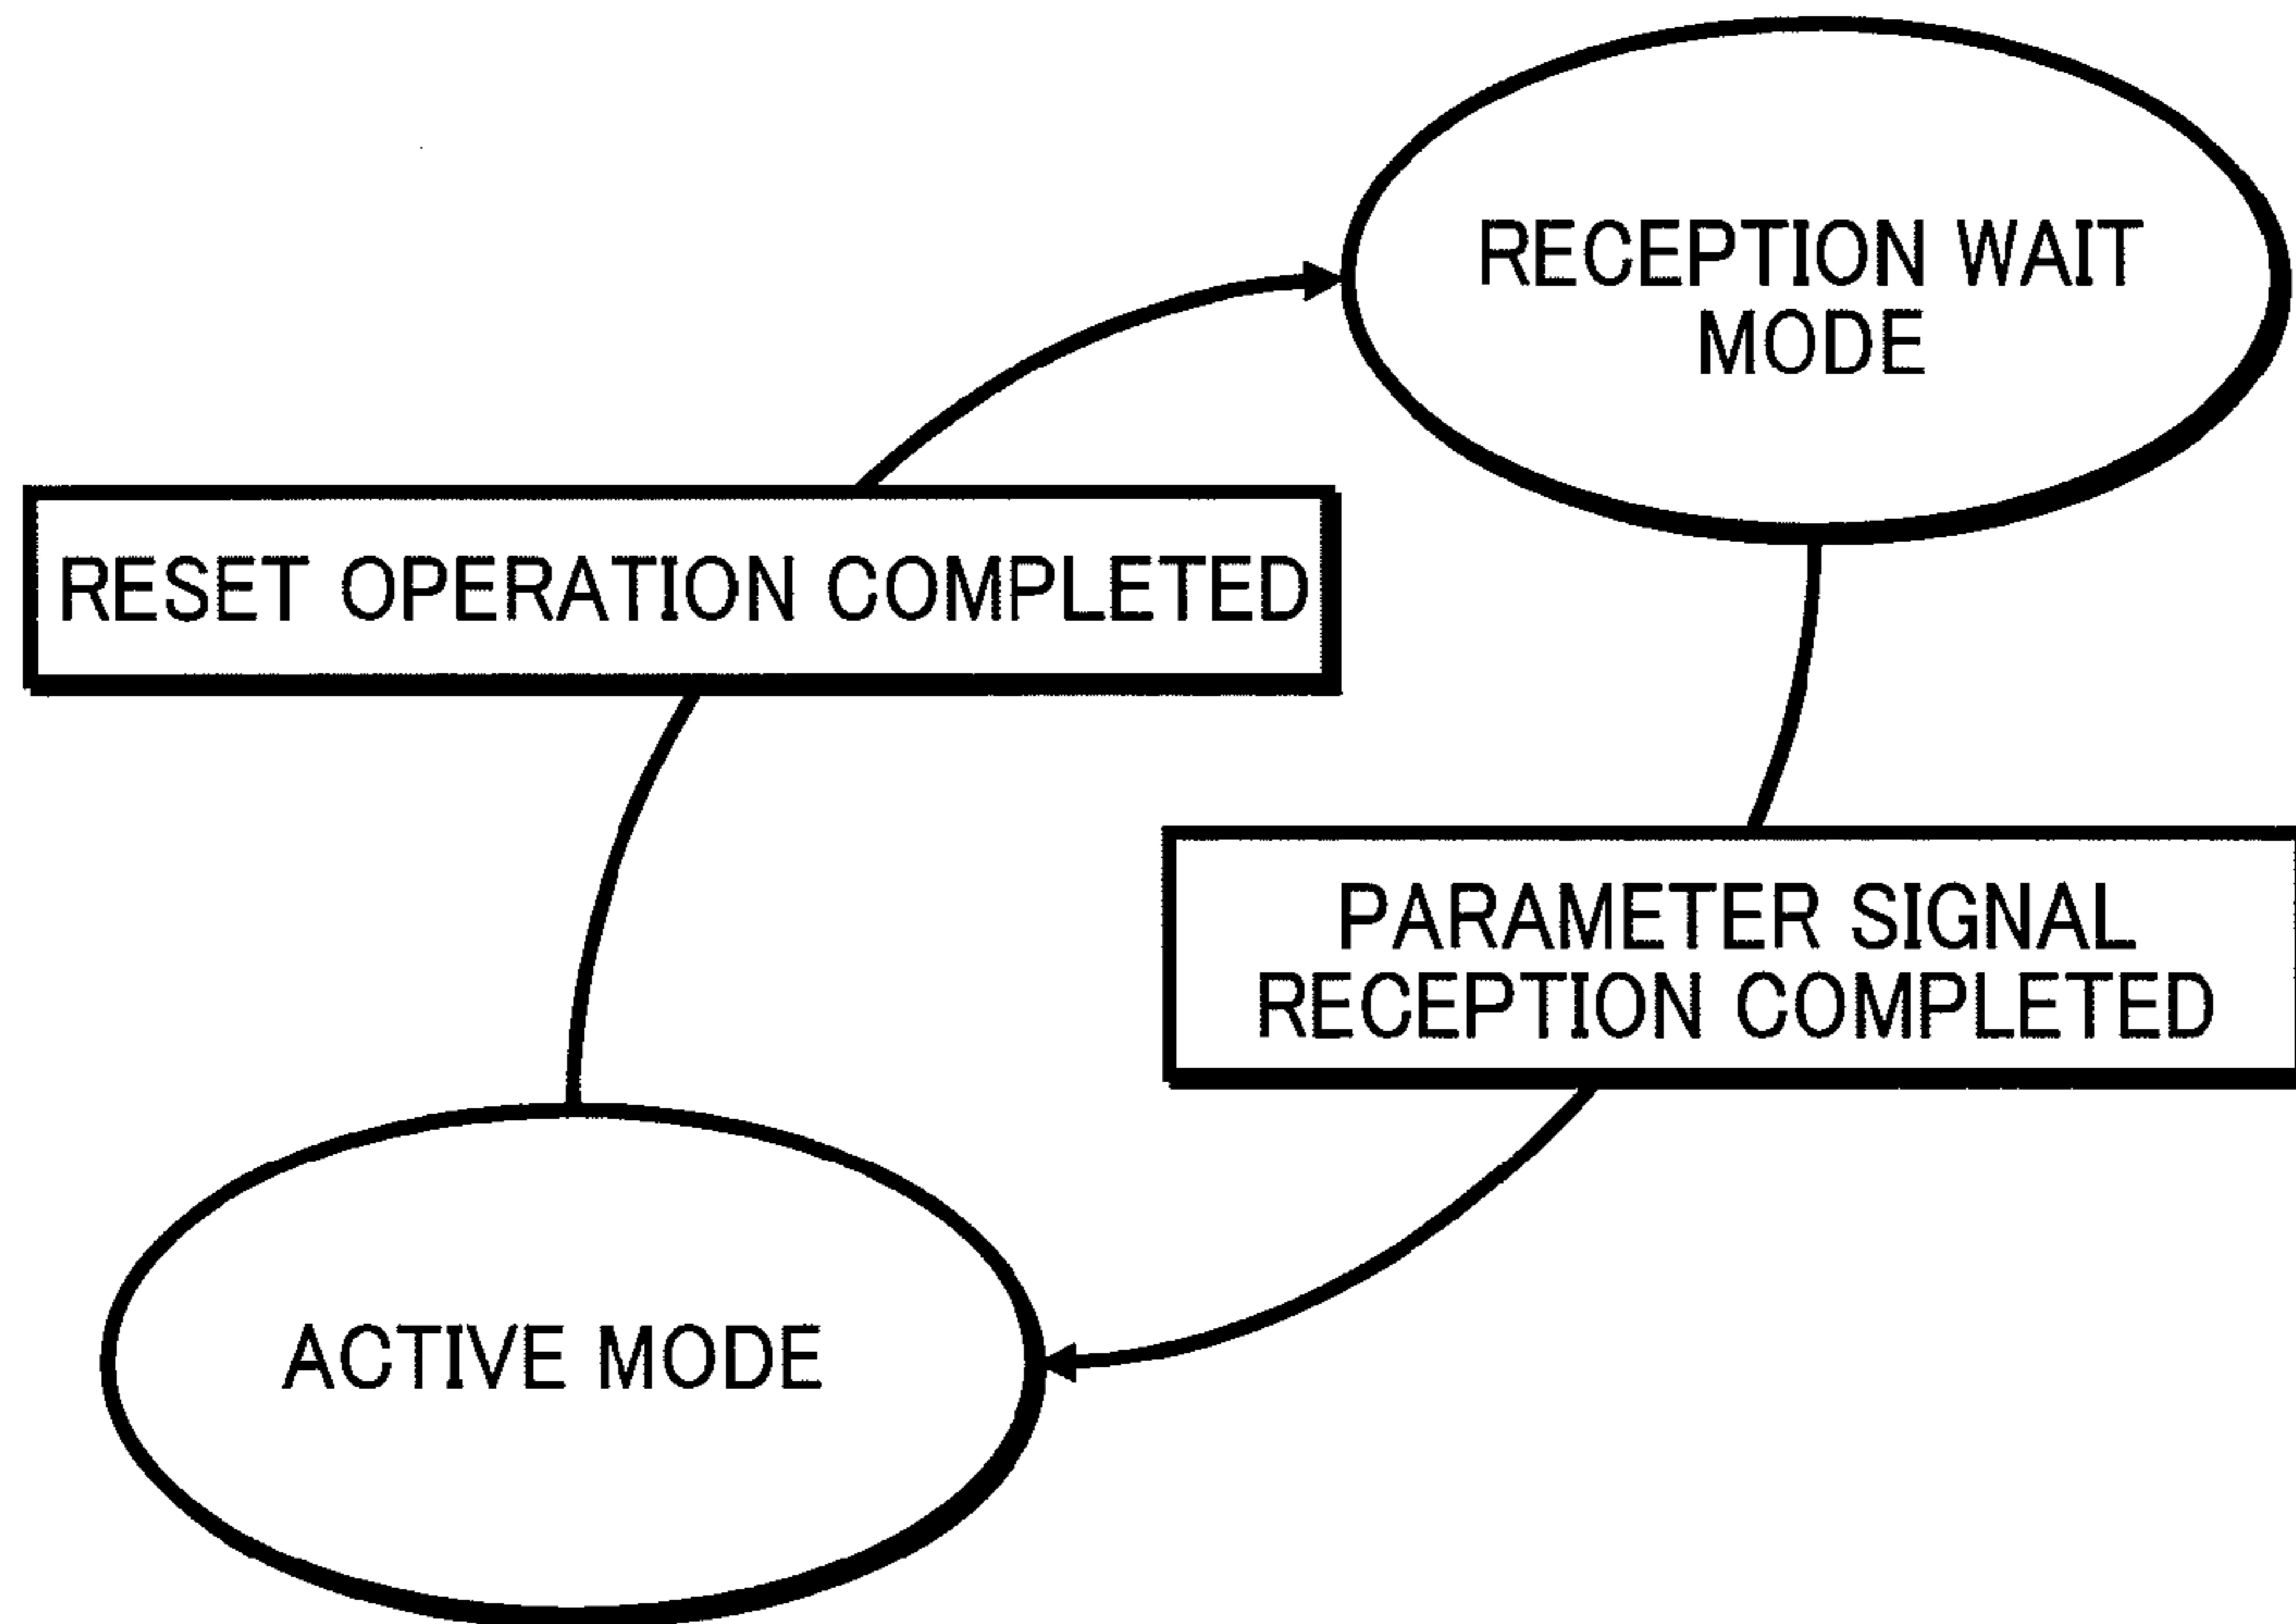 RECEPTION WAIT
MODE
RESET OPERATION COMPLETED
PARAMETER SIGNAL
RECEPTION COMPLETED
ACTIVE MODE